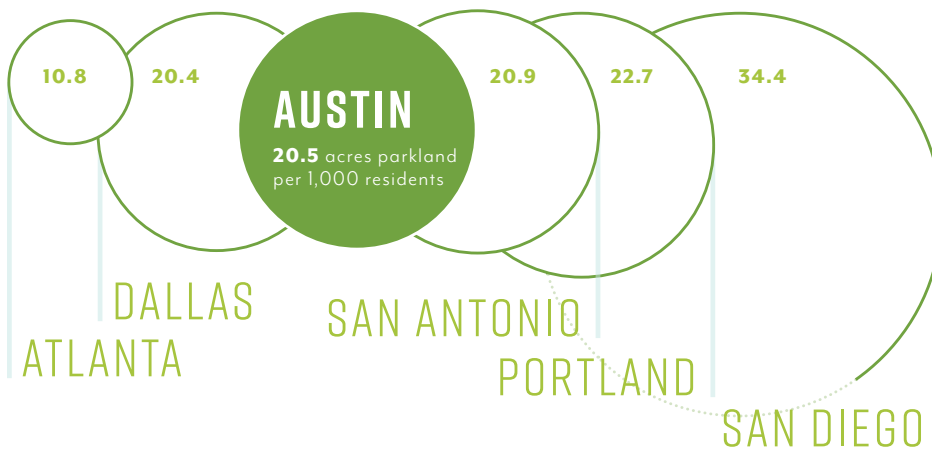 10.8
20.4
AUSTIN
20.5 acres parkland
per 1,000 residents
20.9
22.7
34.4
DALLAS
ATLANTA
SAN ANTONIO
PORTLAND
SAN DIEGO